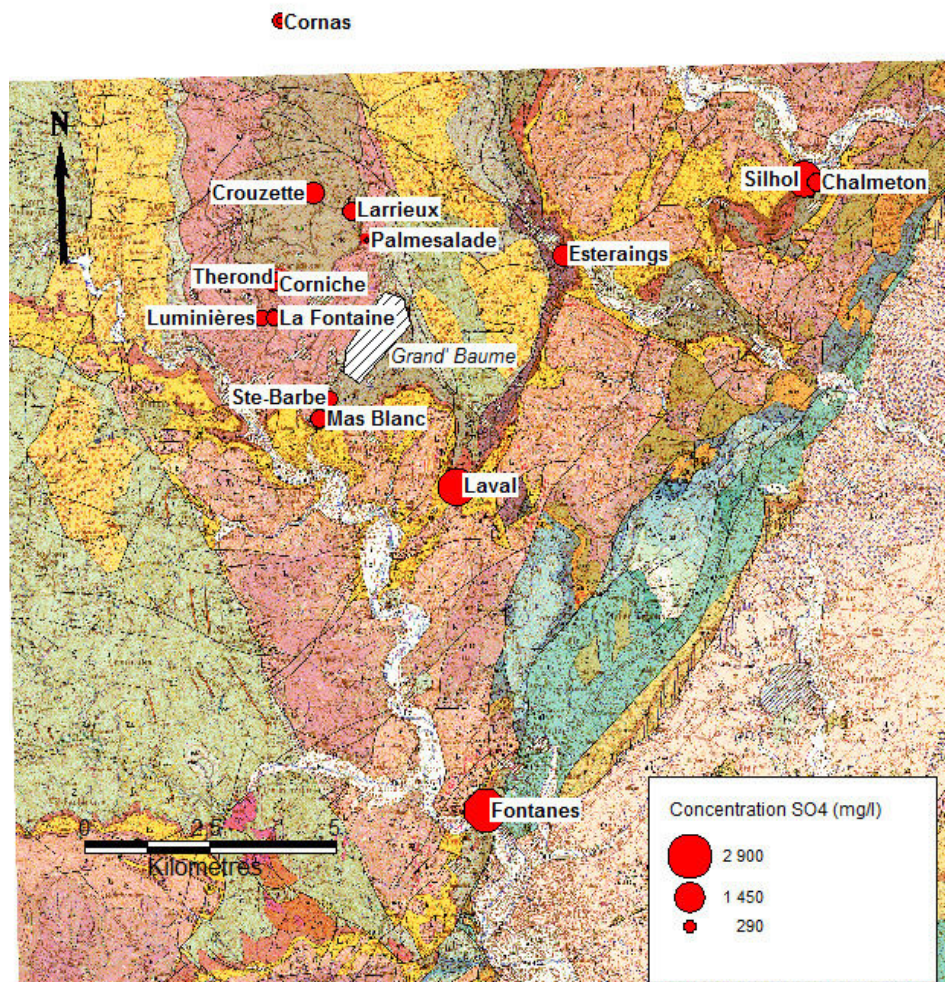 Cornas
N
Silhol
Chalmeton
Crouzette
Larrieux
Palmesalade
Esteraings
Therond
Corniche
Luminières
La Fontaine
Grand' Baume
Ste-Barbe
Mas Blanc
Laval
Fontanes
0 2,5 5
Kilomètres
Concentration SO4 (mg/l)
2 900
1 450
290